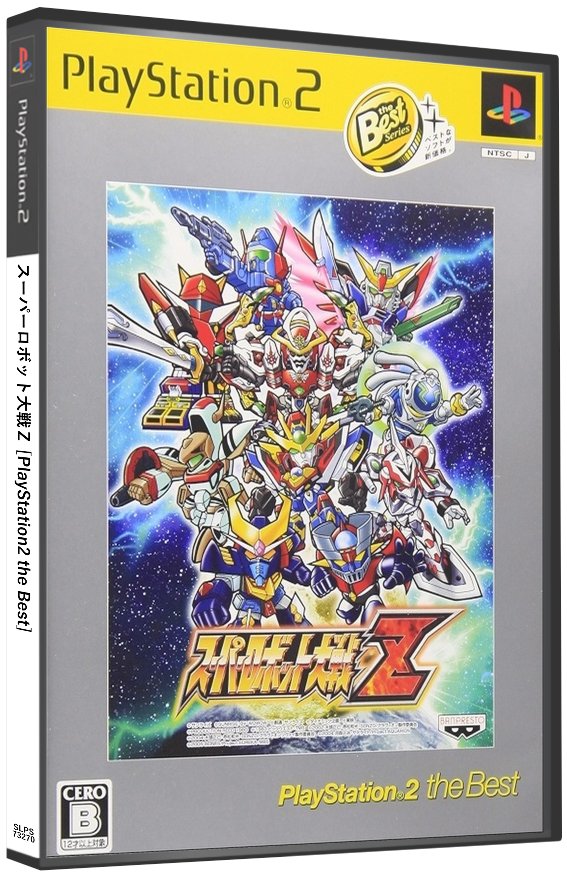 PlayStation®2
the
Best
Series
ベストな
ソフトが
新価格。
NTSC J
PlayStation®2
スーパーロボット大戦Z [PlayStation2 the Best]
SLPS
73270
スーパーロボット大戦Z
BANPRESTO
PlayStation®2 the Best
CERO
B
12才以上対象